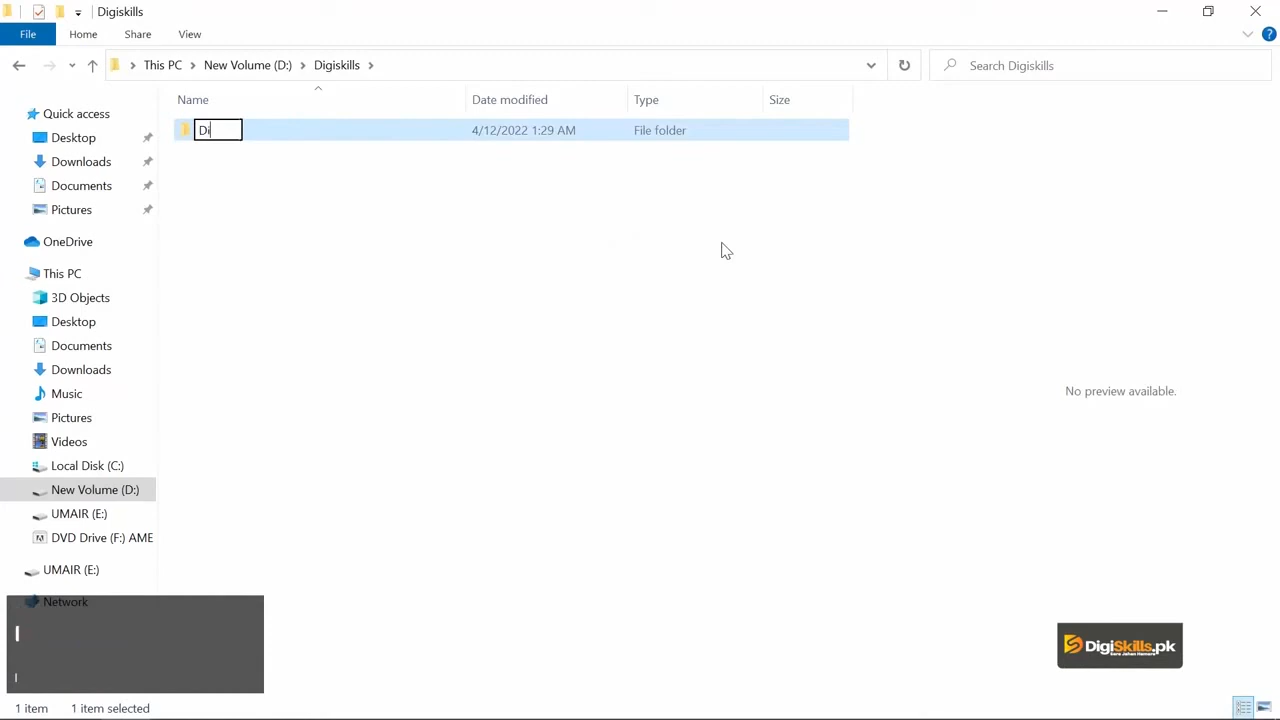 Digiskills
File Home Share View
This PC New Volume (D:) Digiskills
Search Digiskills
Name Date modified Type Size
Di 4/12/2022 1:29 AM File folder
Quick access
Desktop
Downloads
Documents
Pictures
OneDrive
This PC
3D Objects
Desktop
Documents
Downloads
Music
Pictures
Videos
Local Disk (C:)
New Volume (D:)
UMAIR (E:)
DVD Drive (F:) AME
UMAIR (E:)
Network
No preview available.
DigiSkills.pk
1 item 1 item selected